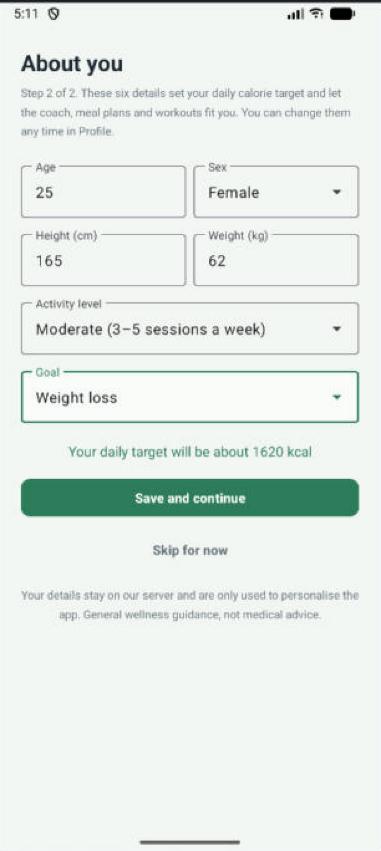 5:11
About you
Step 2 of 2. These six details set your daily calorie target and let
the coach, meal plans and workouts fit you. You can change them
any time in Profile.
Age
Sex
25
Female
Height (cm)
Weight (kg)
165
62
Activity level
Moderate (3–5 sessions a week)
Goal
Weight loss
Your daily target will be about 1620 kcal
Save and continue
Skip for now
Your details stay on our server and are only used to personalise the
app. General wellness guidance, not medical advice.